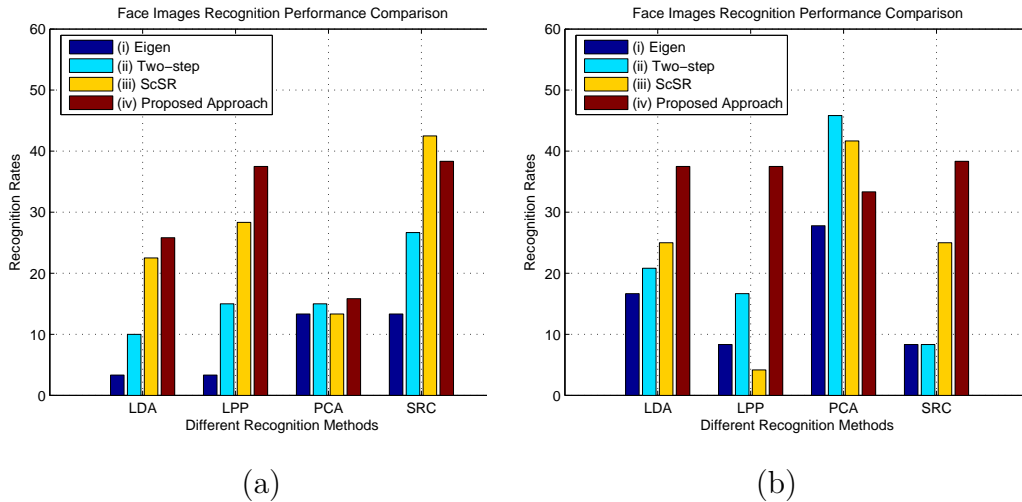 Face Images Recognition Performance Comparison
60
50
40
30
20
10
0
Recognition Rates
(i) Eigen
(ii) Two−step
(iii) ScSR
(iv) Proposed Approach
LDA LPP PCA SRC
Different Recognition Methods
(a)
Face Images Recognition Performance Comparison
60
50
40
30
20
10
0
Recognition Rates
(i) Eigen
(ii) Two−step
(iii) ScSR
(iv) Proposed Approach
LDA LPP PCA SRC
Different Recognition Methods
(b)